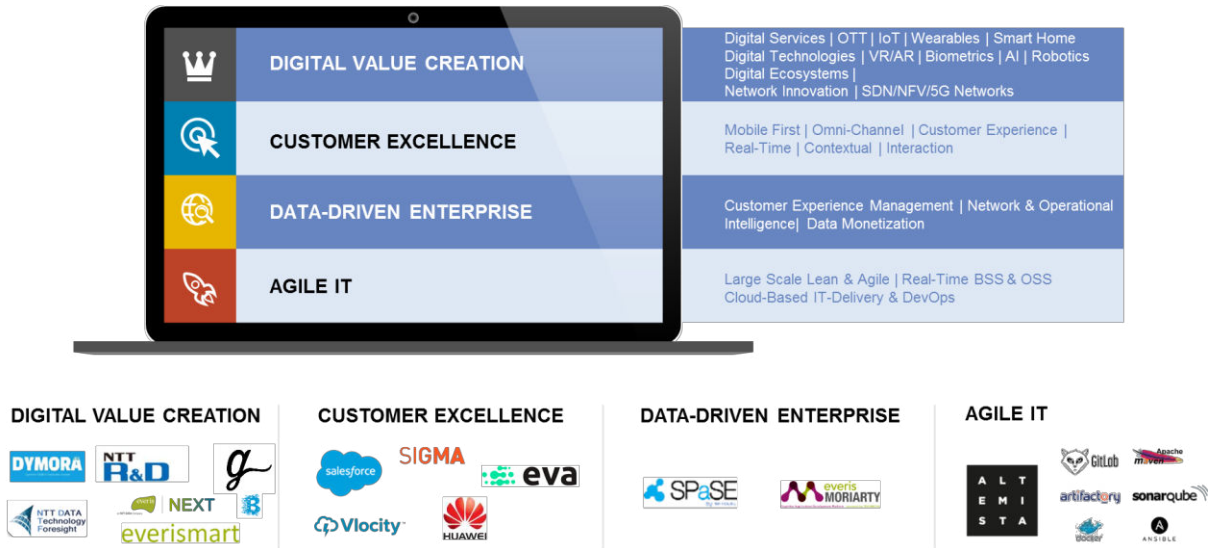 DIGITAL VALUE CREATION
Digital Services | OTT | IoT | Wearables | Smart Home
Digital Technologies | VR/AR | Biometrics | AI | Robotics
Digital Ecosystems |
Network Innovation | SDN/NFV/5G Networks
CUSTOMER EXCELLENCE
Mobile First | Omni-Channel | Customer Experience |
Real-Time | Contextual | Interaction
DATA-DRIVEN ENTERPRISE
Customer Experience Management | Network & Operational
Intelligence| Data Monetization
AGILE IT
Large Scale Lean & Agile | Real-Time BSS & OSS
Cloud-Based IT-Delivery & DevOps
DIGITAL VALUE CREATION
DYMORA
NTT
R&D
g
NTT DATA
Technology
Foresight
everis
NEXT
everismart
CUSTOMER EXCELLENCE
salesforce
SIGMA
eva
Vlocity
HUAWEI
DATA-DRIVEN ENTERPRISE
SPaSE
everis
MORIARTY
AGILE IT
A L T
E M I
S T A
GitLab
Apache
maven
artifactory
sonarqube
docker
ANSIBLE